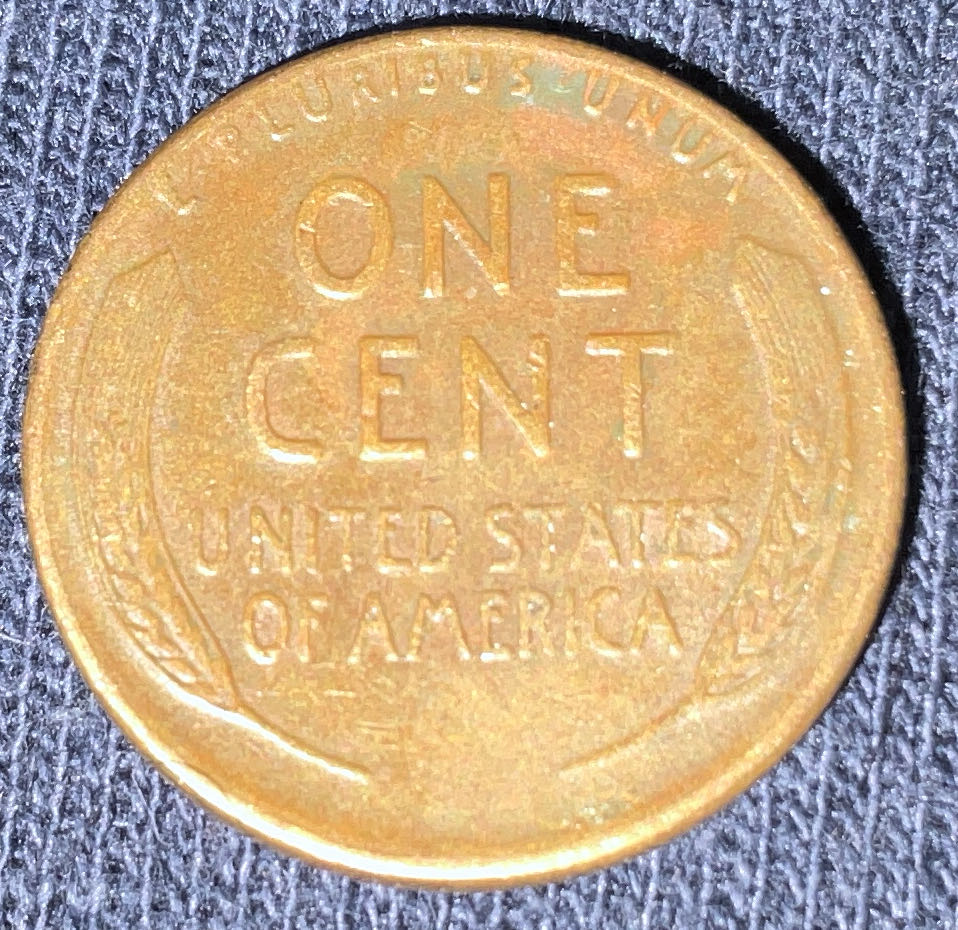 E PLURIBUS · UNUM
ONE
CENT
UNITED STATES
OF AMERICA